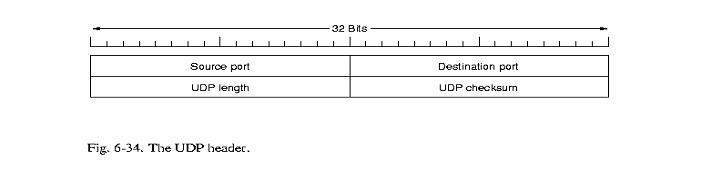 32 Bits
Source port Destination port
UDP length UDP checksum
Fig. 6-34. The UDP header.